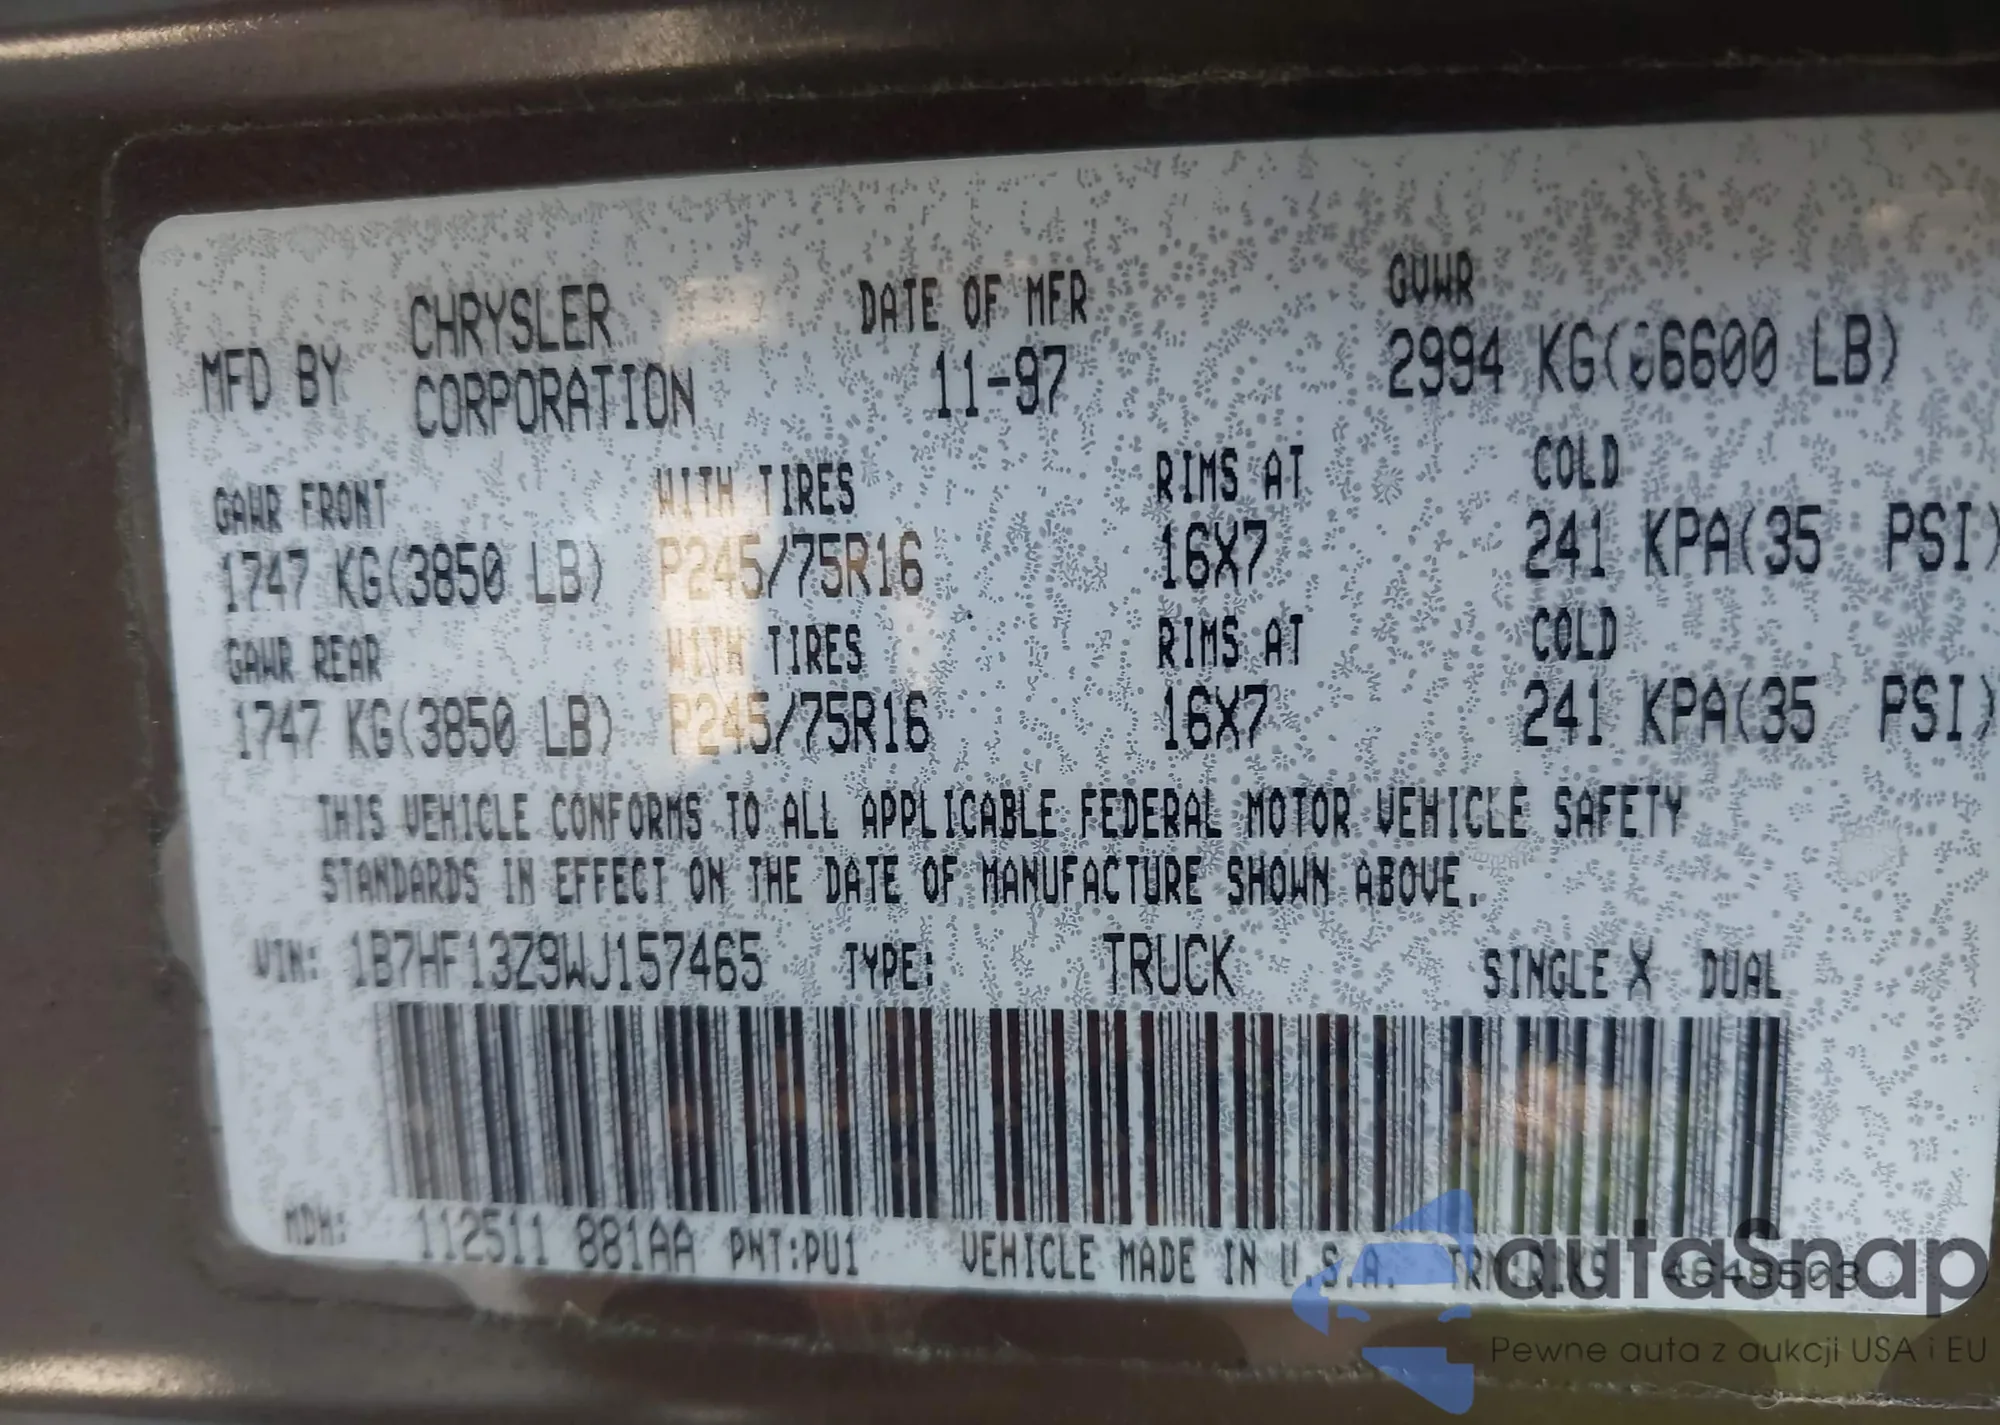 MFD BY CHRYSLER CORPORATION DATE OF MFR 11-97 GVWR 2994 KG( 6600 LB)
GAWR FRONT WITH TIRES RIMS AT COLD
1747 KG(3850 LB) P245/75R16 16X7 241 KPA(35 PSI)
GAWR REAR WITH TIRES RIMS AT COLD
1747 KG(3850 LB) P245/75R16 16X7 241 KPA(35 PSI)
THIS VEHICLE CONFORMS TO ALL APPLICABLE FEDERAL MOTOR VEHICLE SAFETY
STANDARDS IN EFFECT ON THE DATE OF MANUFACTURE SHOWN ABOVE.
VIN: 1B7HF13Z9WJ157465 TYPE: TRUCK SINGLE X DUAL
MDH: 112511 881AA PNT:PU1 VEHICLE MADE IN U.S.A.
autaSnap
Pewne auta z aukcji USA i EU